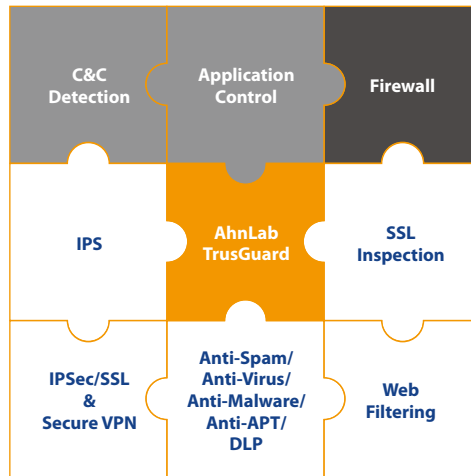 C&C
Detection
Application
Control
Firewall
IPS
AhnLab
TrusGuard
SSL
Inspection
IPSec/SSL
&
Secure VPN
Anti-Spam/
Anti-Virus/
Anti-Malware/
Anti-APT/
DLP
Web
Filtering